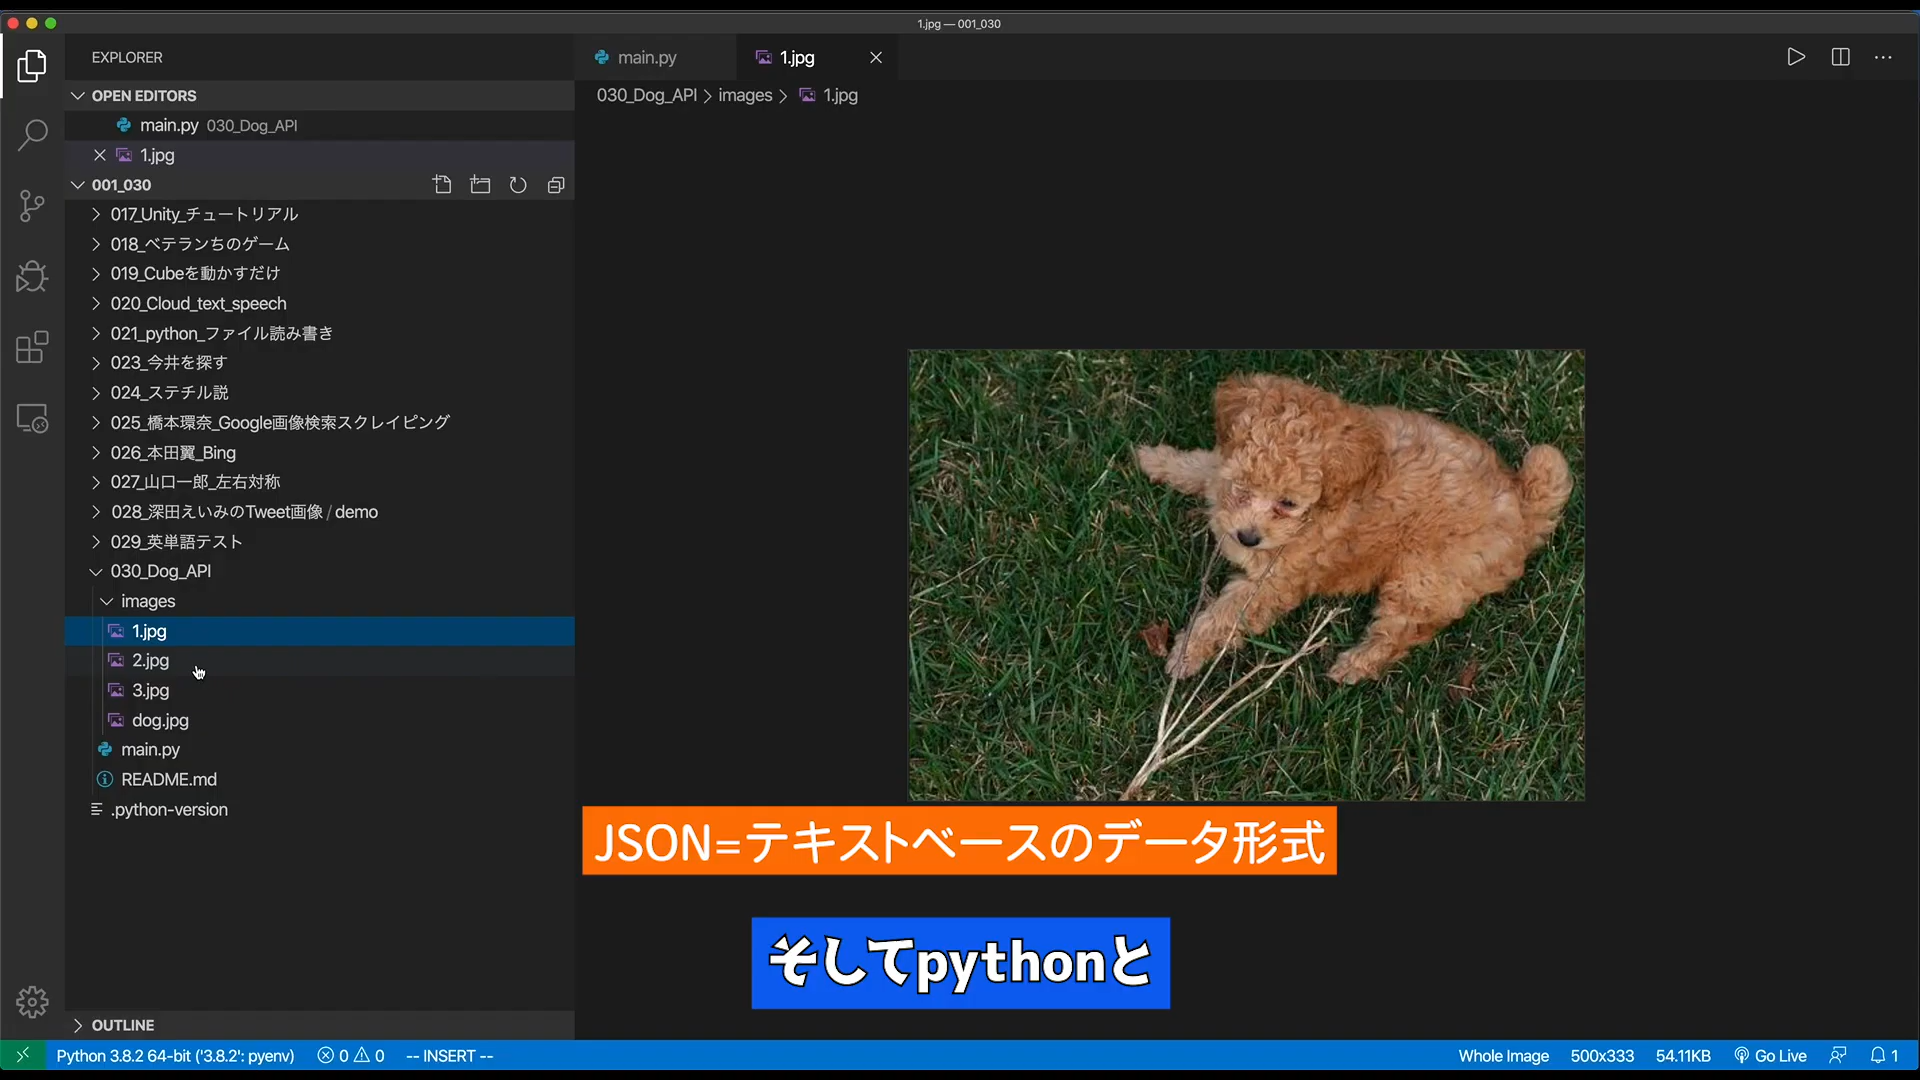 1.jpg — 001_030
EXPLORER
OPEN EDITORS
main.py 030_Dog_API
1.jpg
001_030
017_Unity_チュートリアル
018_ベテランちのゲーム
019_Cubeを動かすだけ
020_Cloud_text_speech
021_python_ファイル読み書き
023_今井を探す
024_ステチル説
025_橋本環奈_Google画像検索スクレイピング
026_本田翼_Bing
027_山口一郎_左右対称
028_深田えいみのTweet画像/demo
029_英単語テスト
030_Dog_API
images
1.jpg
2.jpg
3.jpg
dog.jpg
main.py
README.md
.python-version
OUTLINE
main.py
1.jpg
030_Dog_API > images > 1.jpg
JSON=テキストベースのデータ形式
そしてpythonと
Python 3.8.2 64-bit ('3.8.2': pyenv) 0 0 -- INSERT --
Whole Image 500x333 54.11KB Go Live 1